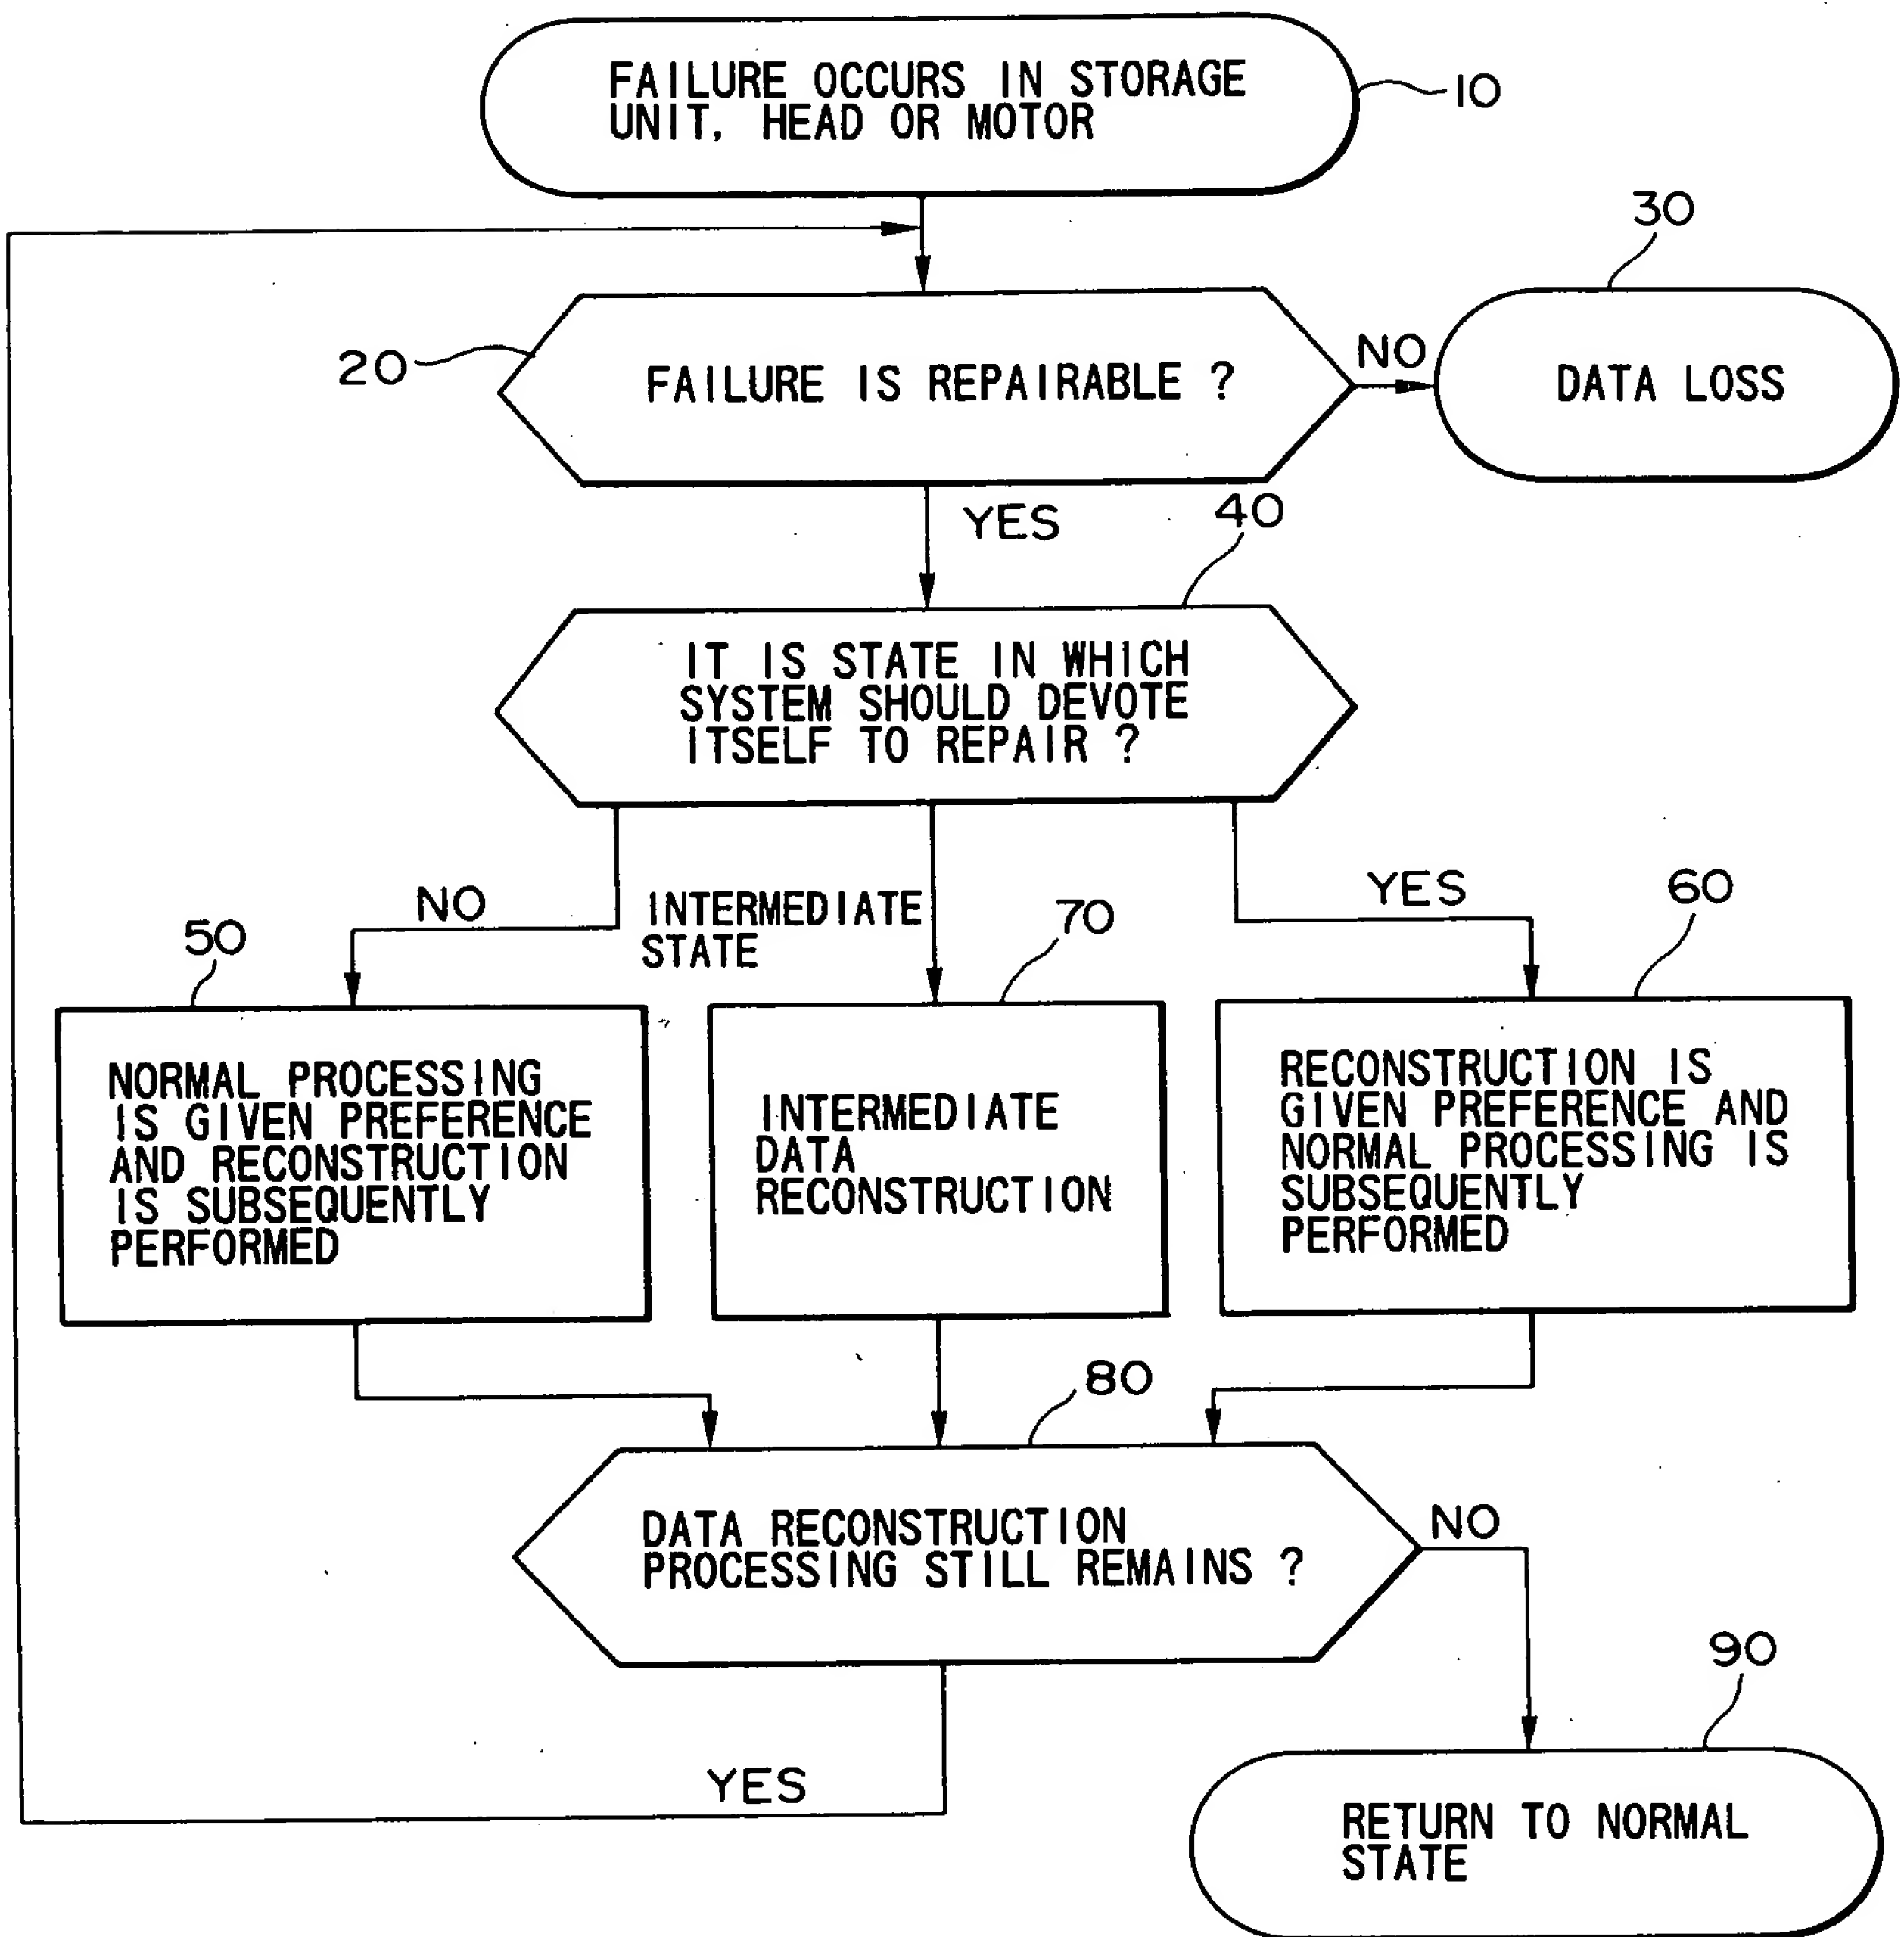 FAILURE OCCURS IN STORAGE
UNIT, HEAD OR MOTOR
10
30
20
FAILURE IS REPAIRABLE ?
NO
DATA LOSS
YES
40
IT IS STATE IN WHICH
SYSTEM SHOULD DEVOTE
ITSELF TO REPAIR ?
NO
INTERMEDIATE
STATE
YES
50
70
60
NORMAL PROCESSING
IS GIVEN PREFERENCE
AND RECONSTRUCTION
IS SUBSEQUENTLY
PERFORMED
INTERMEDIATE
DATA
RECONSTRUCTION
RECONSTRUCTION IS
GIVEN PREFERENCE AND
NORMAL PROCESSING IS
SUBSEQUENTLY
PERFORMED
80
DATA RECONSTRUCTION
PROCESSING STILL REMAINS ?
NO
YES
90
RETURN TO NORMAL
STATE